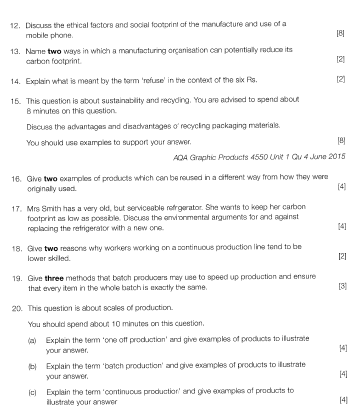 12. Discuss the ethical factors and social footprint of the manufacture and use of a
mobile phone. [8]
13. Name two ways in which a manufacturing organisation can potentially reduce its
carbon footprint. [2]
14. Explain what is meant by the term 'refuse' in the context of the six Rs. [2]
15. This question is about sustainability and recycling. You are advised to spend about
8 minutes on this question.
Discuss the advantages and disadvantages of recycling packaging materials.
You should use examples to support your answer. [8]
AQA Graphic Products 4550 Unit 1 Qu 4 June 2015
16. Give two examples of products which can be reused in a different way from how they were
originally used. [4]
17. Mrs Smith has a very old, but serviceable refrigerator. She wants to keep her carbon
footprint as low as possible. Discuss the environmental arguments for and against
replacing the refrigerator with a new one. [4]
18. Give two reasons why workers working on a continuous production line tend to be
lower skilled. [2]
19. Give three methods that batch producers may use to speed up production and ensure
that every item in the whole batch is exactly the same. [3]
20. This question is about scales of production.
You should spend about 10 minutes on this question.
(a) Explain the term 'one off production' and give examples of products to illustrate
your answer. [4]
(b) Explain the term 'batch production' and give examples of products to illustrate
your answer. [4]
(c) Explain the term 'continuous production' and give examples of products to
illustrate your answer [4]